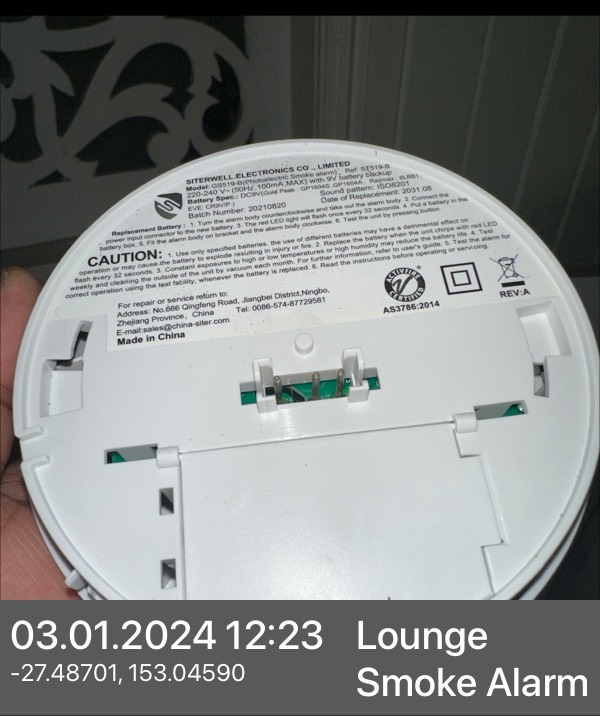 SITERWELL ELECTRONICS CO ., LIMITED
Model: GS519-B(Photoelectric Smoke alarm) , Ref: ST519-B
220-240 V~ (50Hz ,100mA,MAX) with 9V battery backup
Battery Spec.: DC9V(Gold Peak : GP1604S ,GP1604A , Raymax : 6LR61;
EVE: CR9V/P.) Sound pattern: ISO8201
Batch Number: 20210820 Date of Replacement: 2031.08
Replacement Battery : 1. Turn the alarm body counterclockwise and take out the alarm body. 2. Connect the
power input connector to the new battery. 3. The red LED light will flash once every 32 seconds. 4. Put a battery in the
battery box. 5. Fit the alarm body on bracket and the alarm body clockwise. 6. Test the unit by pressing button.
CAUTION: 1. Use only specified batteries. the use of different batteries may have a detrimental effect on
operation or may cause the battery to explode resulting in injury or fire. 2. Replace the battery when the unit chirps with red LED
flash every 32 seconds. 3. Constant exposures to high or low temperatures or high humidity may reduce the battery life. 4. Test
weekly and cleaning the outside of the unit by vacuum each month. For further information, refer to user's guide. 5. Test the alarm for
correct operation using the test facility, whenever the battery is replaced. 6. Read the instructions before operating or servicing.
For repair or service return to:
Address: No.666 Qingfeng Road, Jiangbei District,Ningbo,
Zhejiang Province, China Tel: 0086-574-87729581
E-mail:sales@china-siter.com
Made in China
ACTIVFIRE
CERTIFIED
AS3786:2014
REV:A
03.01.2024 12:23
-27.48701, 153.04590
Lounge
Smoke Alarm